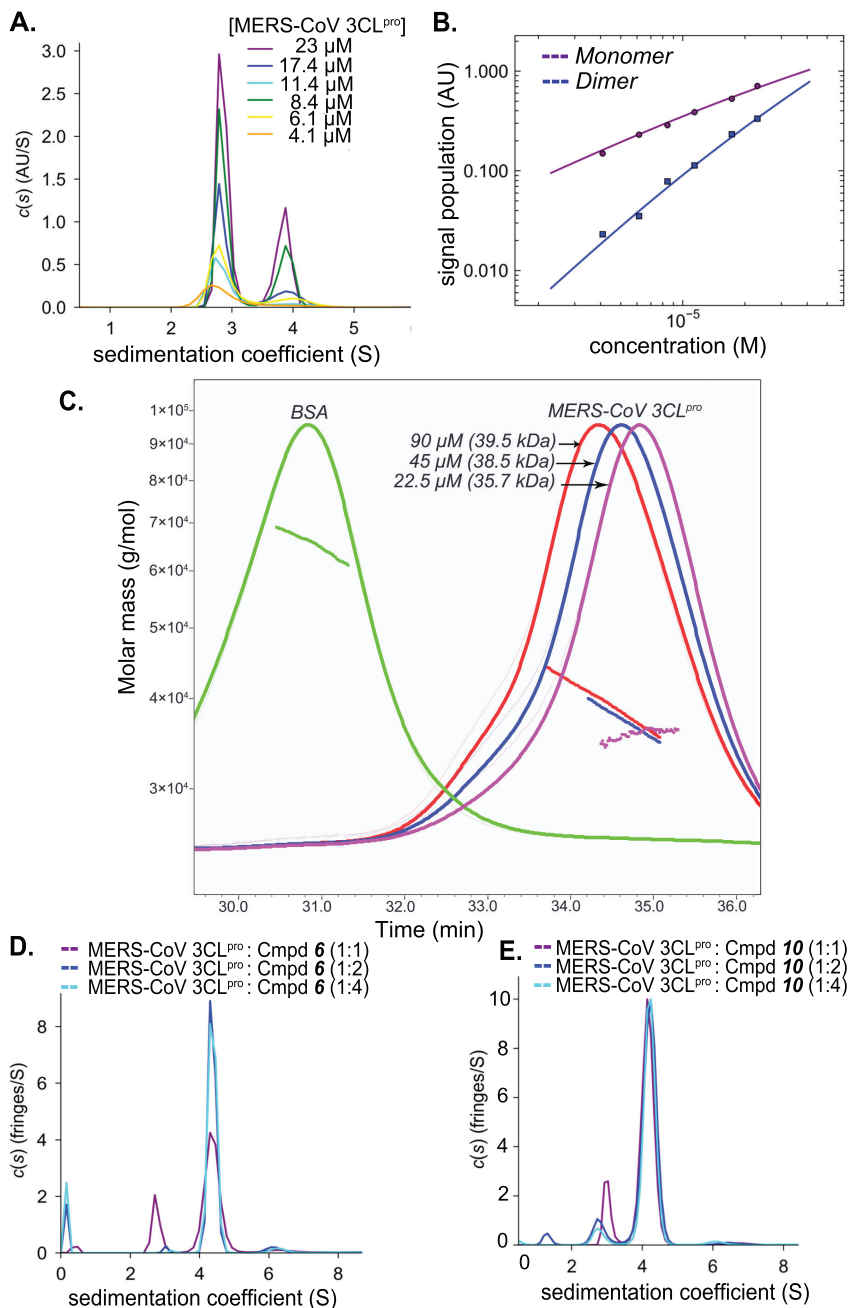 A.
[MERS-CoV 3CLpro]
23 µM
17.4 µM
11.4 µM
8.4 µM
6.1 µM
4.1 µM
3.0
2.5
2.0
1.5
1.0
0.5
0.0
c(s) (AU/S)
1 2 3 4 5
sedimentation coefficient (S)
B.
Monomer
Dimer
1.000
0.100
0.010
signal population (AU)
10⁻⁵
concentration (M)
C.
BSA
MERS-CoV 3CLpro
90 µM (39.5 kDa)
45 µM (38.5 kDa)
22.5 µM (35.7 kDa)
1×10⁵
9×10⁴
8×10⁴
7×10⁴
6×10⁴
5×10⁴
4×10⁴
3×10⁴
Molar mass (g/mol)
30.0 31.0 32.0 33.0 34.0 35.0 36.0
Time (min)
D.
MERS-CoV 3CLpro : Cmpd 6 (1:1)
MERS-CoV 3CLpro : Cmpd 6 (1:2)
MERS-CoV 3CLpro : Cmpd 6 (1:4)
8
6
4
2
0
c(s) (fringes/S)
0 2 4 6 8
sedimentation coefficient (S)
E.
MERS-CoV 3CLpro : Cmpd 10 (1:1)
MERS-CoV 3CLpro : Cmpd 10 (1:2)
MERS-CoV 3CLpro : Cmpd 10 (1:4)
10
8
6
4
2
0
c(s) (fringes/S)
0 2 4 6 8
sedimentation coefficient (S)